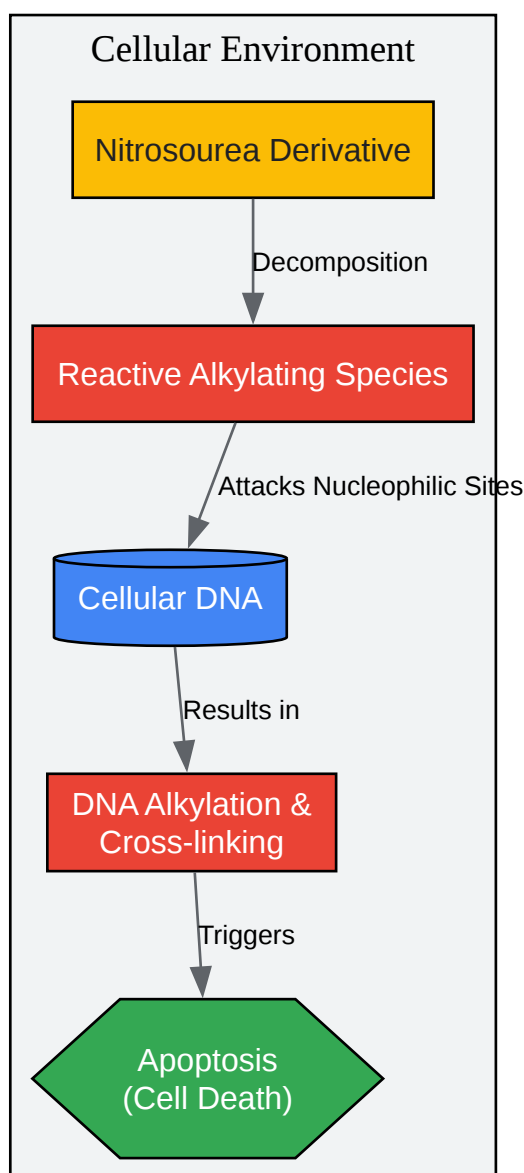 Cellular Environment
Nitrosourea Derivative
Decomposition
Reactive Alkylating Species
Attacks Nucleophilic Sites
Cellular DNA
Results in
DNA Alkylation &
Cross-linking
Triggers
Apoptosis
(Cell Death)